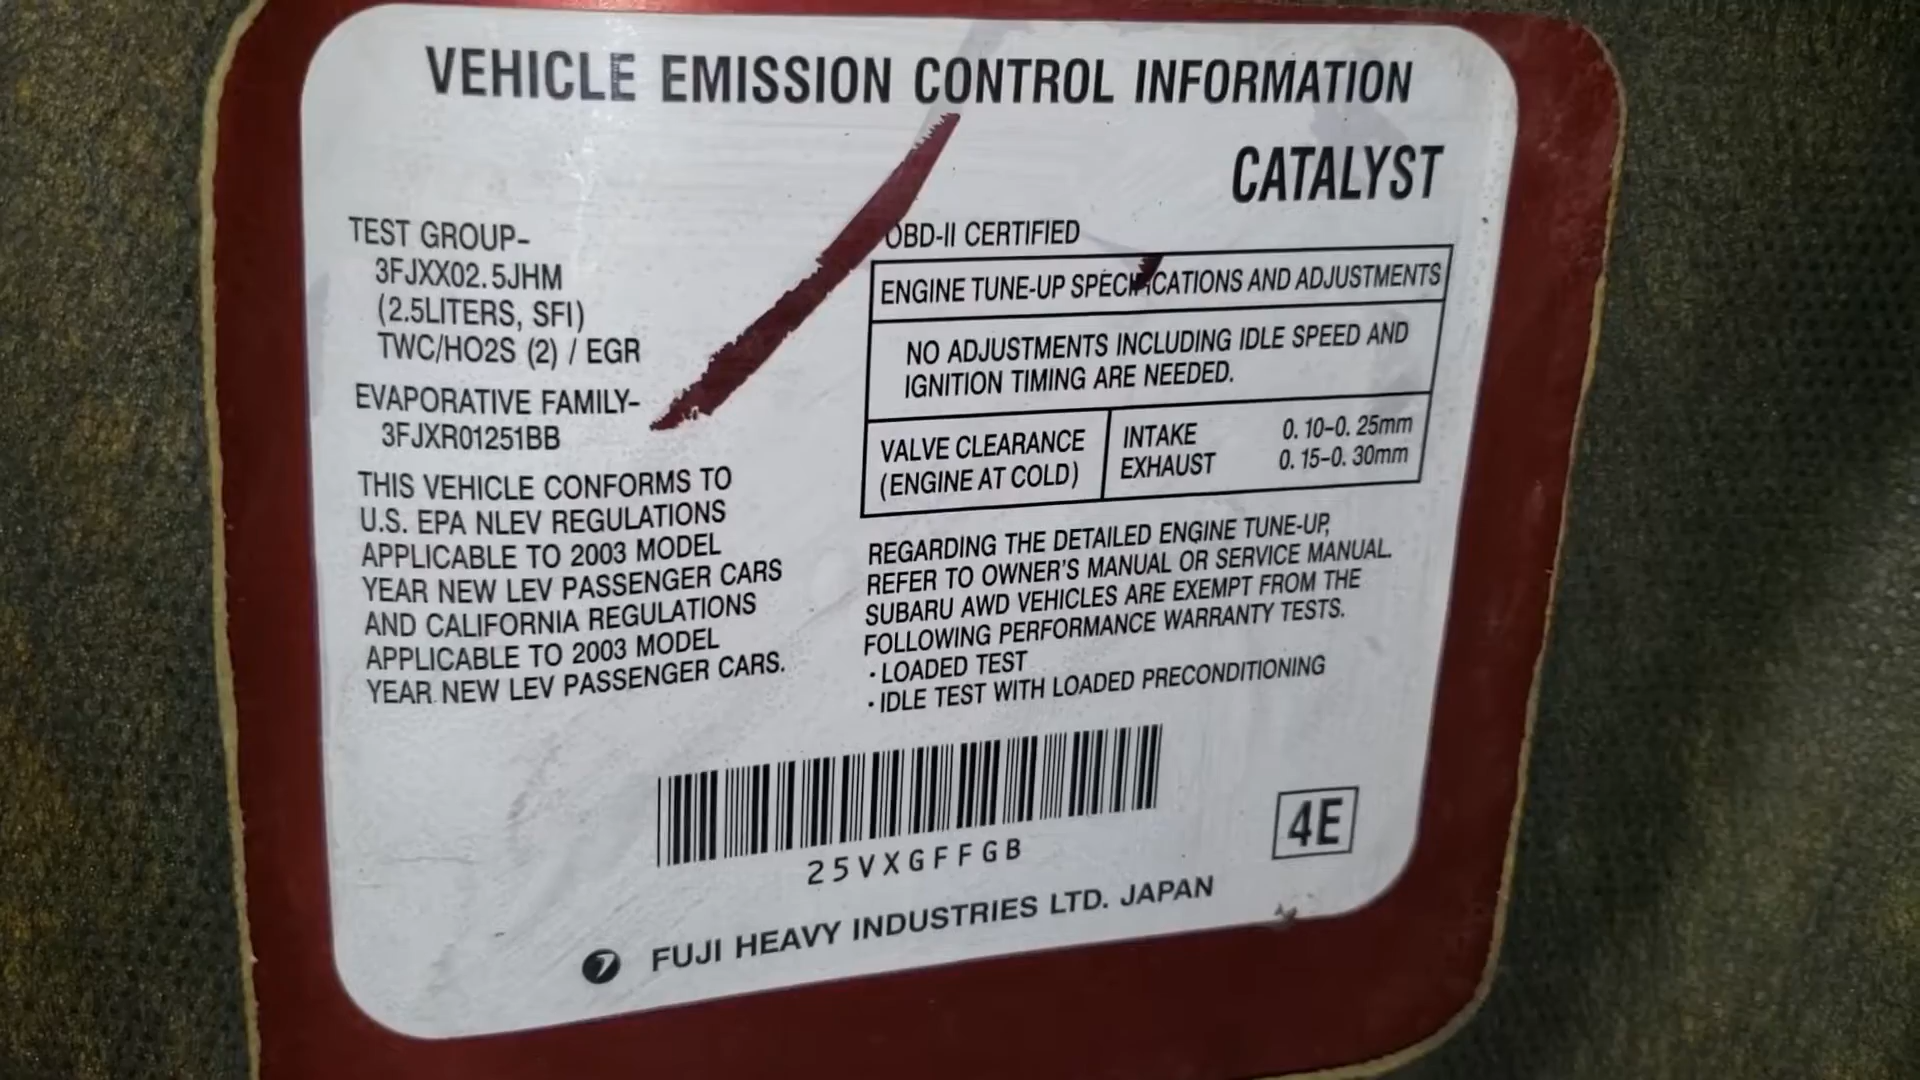 VEHICLE EMISSION CONTROL INFORMATION
CATALYST
TEST GROUP-
3FJXX02.5JHM
(2.5LITERS, SFI)
TWC/HO2S (2) / EGR
EVAPORATIVE FAMILY-
3FJXR01251BB
THIS VEHICLE CONFORMS TO
U.S. EPA NLEV REGULATIONS
APPLICABLE TO 2003 MODEL
YEAR NEW LEV PASSENGER CARS
AND CALIFORNIA REGULATIONS
APPLICABLE TO 2003 MODEL
YEAR NEW LEV PASSENGER CARS.
OBD-II CERTIFIED
ENGINE TUNE-UP SPECIFICATIONS AND ADJUSTMENTS
NO ADJUSTMENTS INCLUDING IDLE SPEED AND
IGNITION TIMING ARE NEEDED.
VALVE CLEARANCE
(ENGINE AT COLD)
INTAKE 0.10-0.25mm
EXHAUST 0.15-0.30mm
REGARDING THE DETAILED ENGINE TUNE-UP,
REFER TO OWNER'S MANUAL OR SERVICE MANUAL.
SUBARU AWD VEHICLES ARE EXEMPT FROM THE
FOLLOWING PERFORMANCE WARRANTY TESTS.
・LOADED TEST
・IDLE TEST WITH LOADED PRECONDITIONING
25VXGFFGB
4E
FUJI HEAVY INDUSTRIES LTD. JAPAN